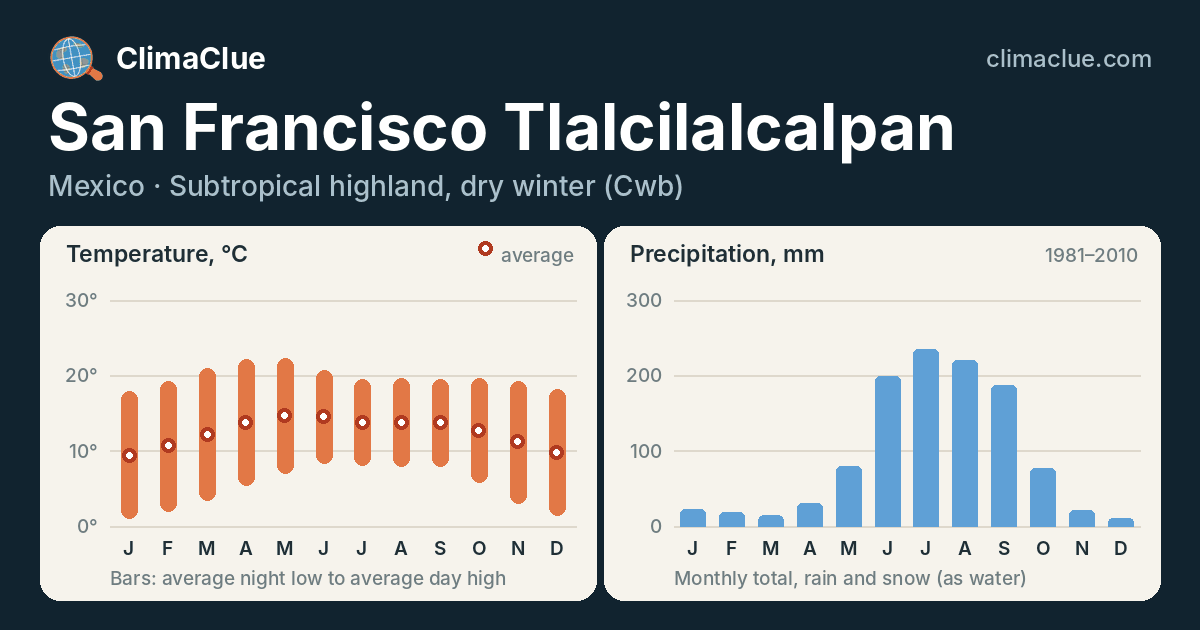 ClimaClue
climaclue.com
San Francisco Tlalcilalcalpan
Mexico · Subtropical highland, dry winter (Cwb)
Temperature, °C
average
30°
20°
10°
0°
J F M A M J J A S O N D
Bars: average night low to average day high
Precipitation, mm
1981–2010
300
200
100
0
J F M A M J J A S O N D
Monthly total, rain and snow (as water)